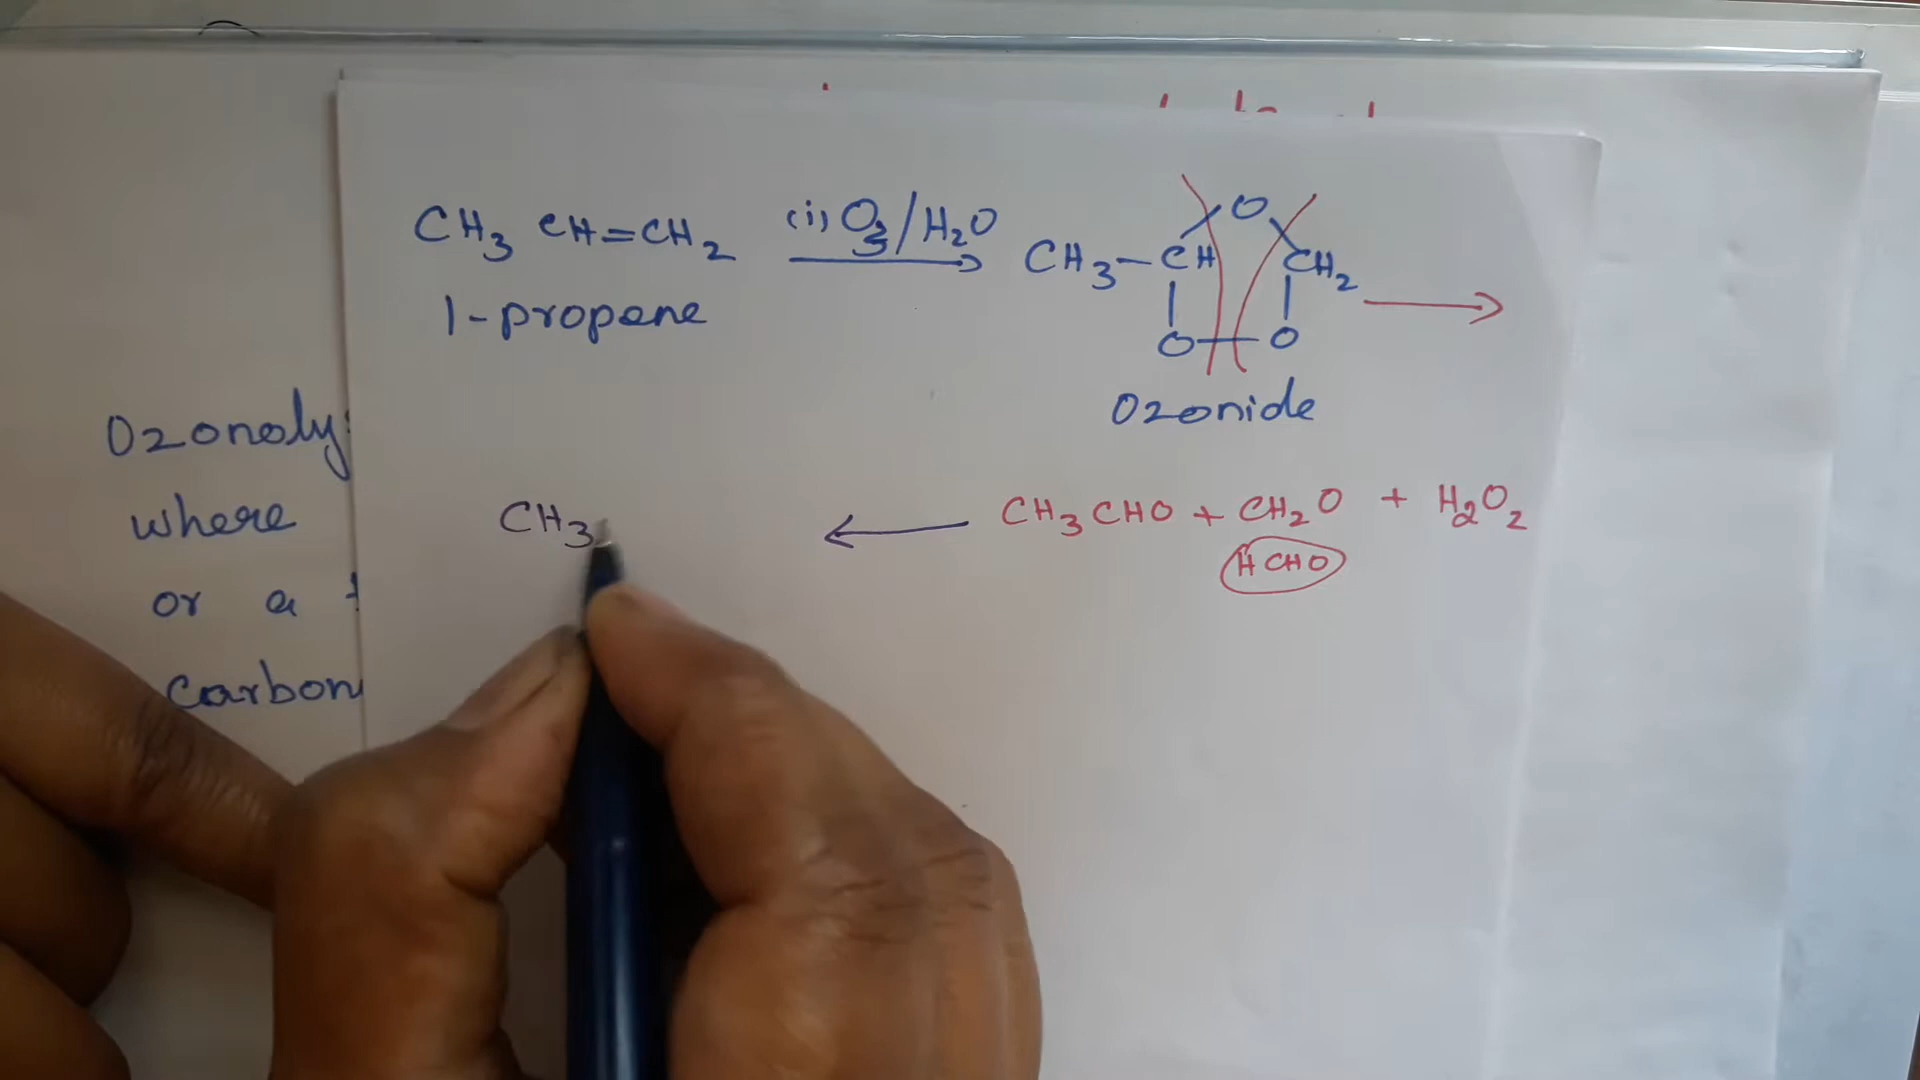 CH3 CH=CH2 (i) O3/H2O CH3-CH O CH2
1-propene O O
Ozonide
Ozonoly
where
or a
Carbon
CH3 CH3CHO + CH2O + H2O2
HCHO